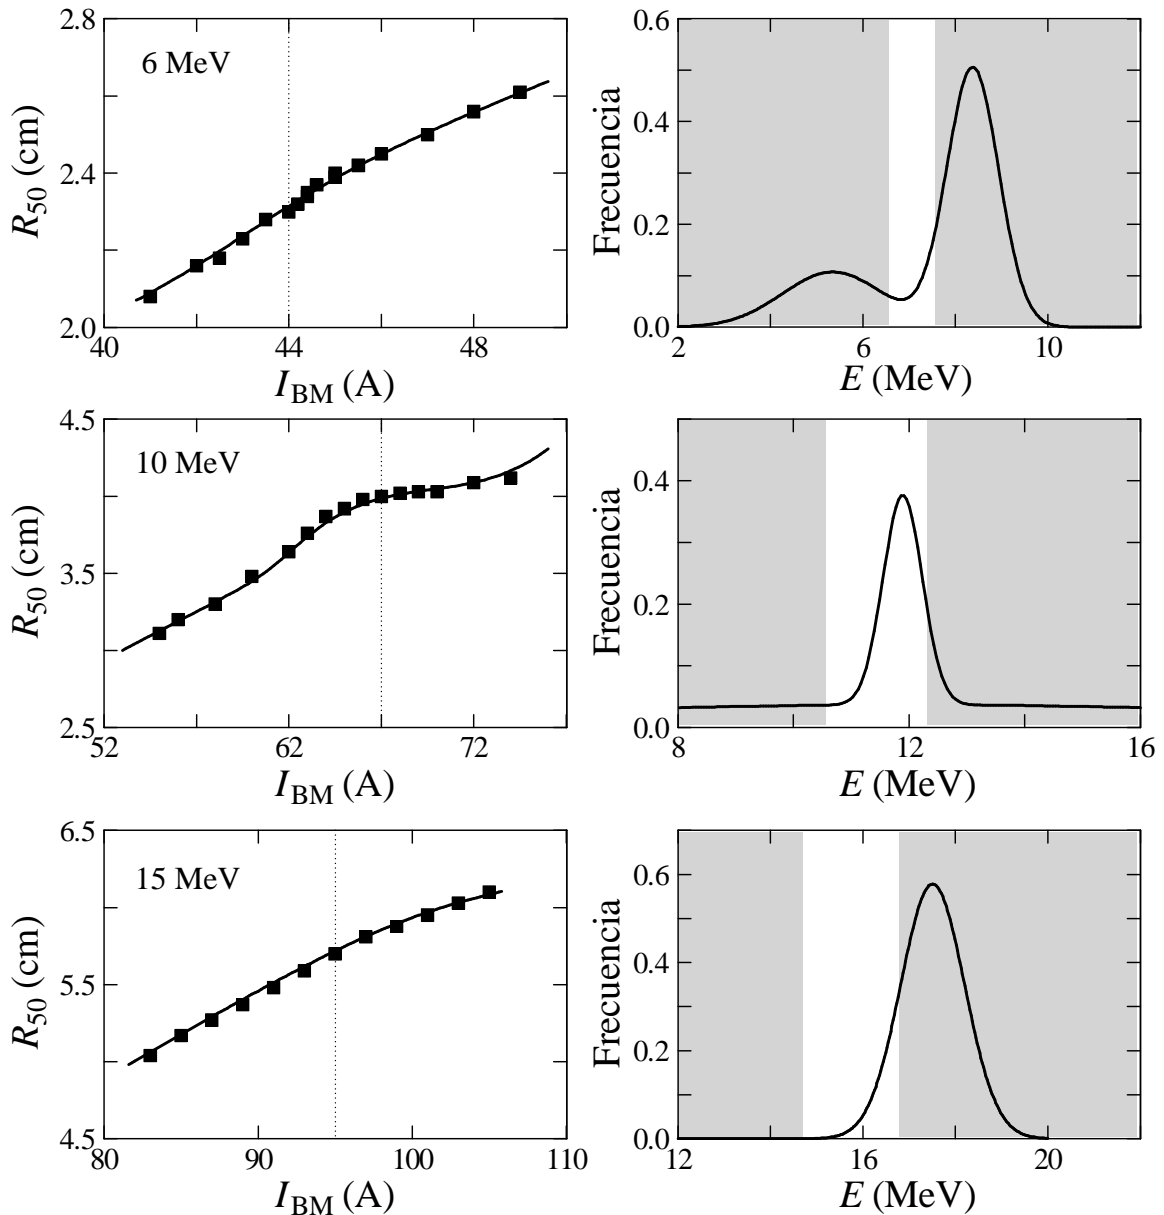 2.8
6 MeV
2.4
2.0
R50 (cm)
40 44 48
IBM (A)
0.6
0.4
0.2
0.0
Frecuencia
2 6 10
E (MeV)
4.5
10 MeV
3.5
2.5
R50 (cm)
52 62 72
IBM (A)
0.4
0.2
0.0
Frecuencia
8 12 16
E (MeV)
6.5
15 MeV
5.5
4.5
R50 (cm)
80 90 100 110
IBM (A)
0.6
0.4
0.2
0.0
Frecuencia
12 16 20
E (MeV)